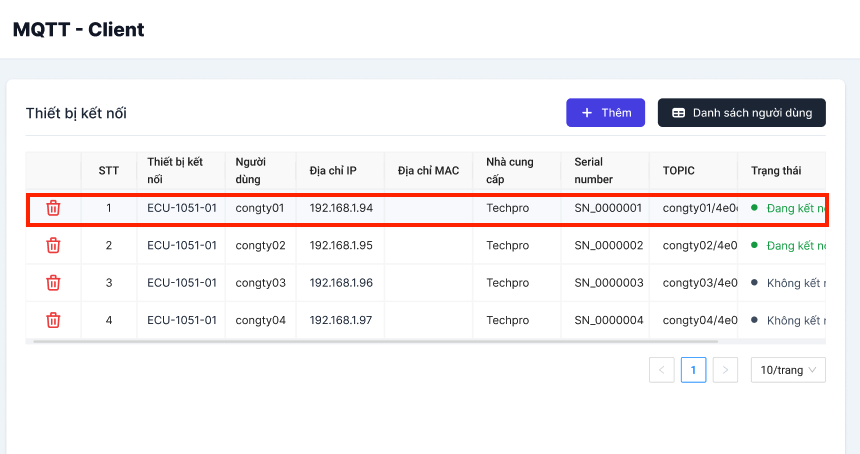 MQTT - Client
Thiết bị kết nối
+ Thêm
Danh sách người dùng
STT Thiết bị kết nối Người dùng Địa chỉ IP Địa chỉ MAC Nhà cung cấp Serial number TOPIC Trạng thái
1 ECU-1051-01 congty01 192.168.1.94 Techpro SN_0000001 congty01/4e0 Đang kết
2 ECU-1051-01 congty02 192.168.1.95 Techpro SN_0000002 congty02/4e0 Đang kết
3 ECU-1051-01 congty03 192.168.1.96 Techpro SN_0000003 congty03/4e0 Không kết
4 ECU-1051-01 congty04 192.168.1.97 Techpro SN_0000004 congty04/4e0 Không kết
< 1 > 10/trang